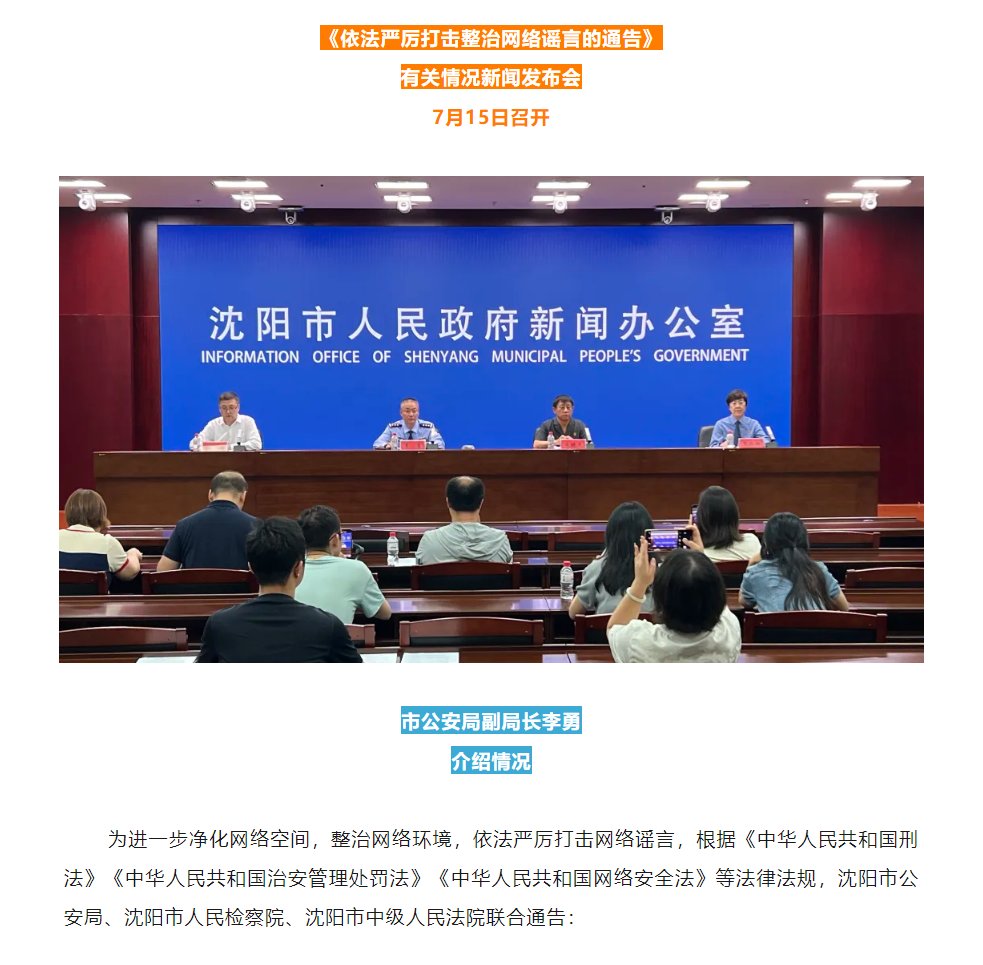 《依法严厉打击整治网络谣言的通告》
有关情况新闻发布会
7月15日召开
沈阳市人民政府新闻办公室
INFORMATION OFFICE OF SHENYANG MUNICIPAL PEOPLE'S GOVERNMENT
市公安局副局长李勇
介绍情况
为进一步净化网络空间，整治网络环境，依法严厉打击网络谣言，根据《中华人民共和国刑
法》《中华人民共和国治安管理处罚法》《中华人民共和国网络安全法》等法律法规，沈阳市公
安局、沈阳市人民检察院、沈阳市中级人民法院联合通告：